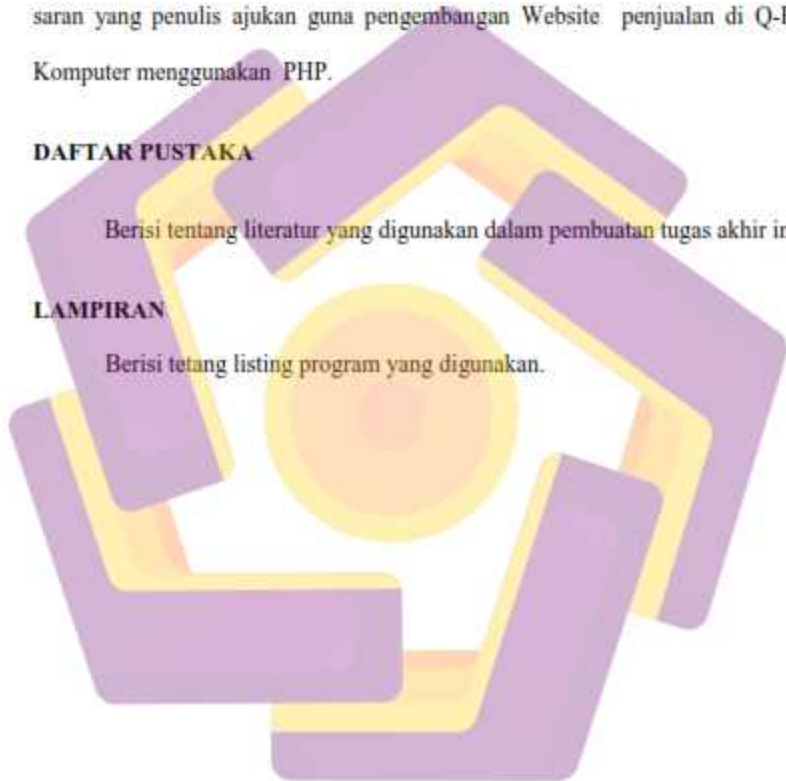 saran yang penulis ajukan guna pengembangan Website penjualan di
Komputer menggunakan PHP.
DAFTAR PUSTAKA
Berisi tentang literatur yang digunakan dalam pembuatan tugas akhir
LAMPIRAN
Berisi tetang listing program yang digunakan.